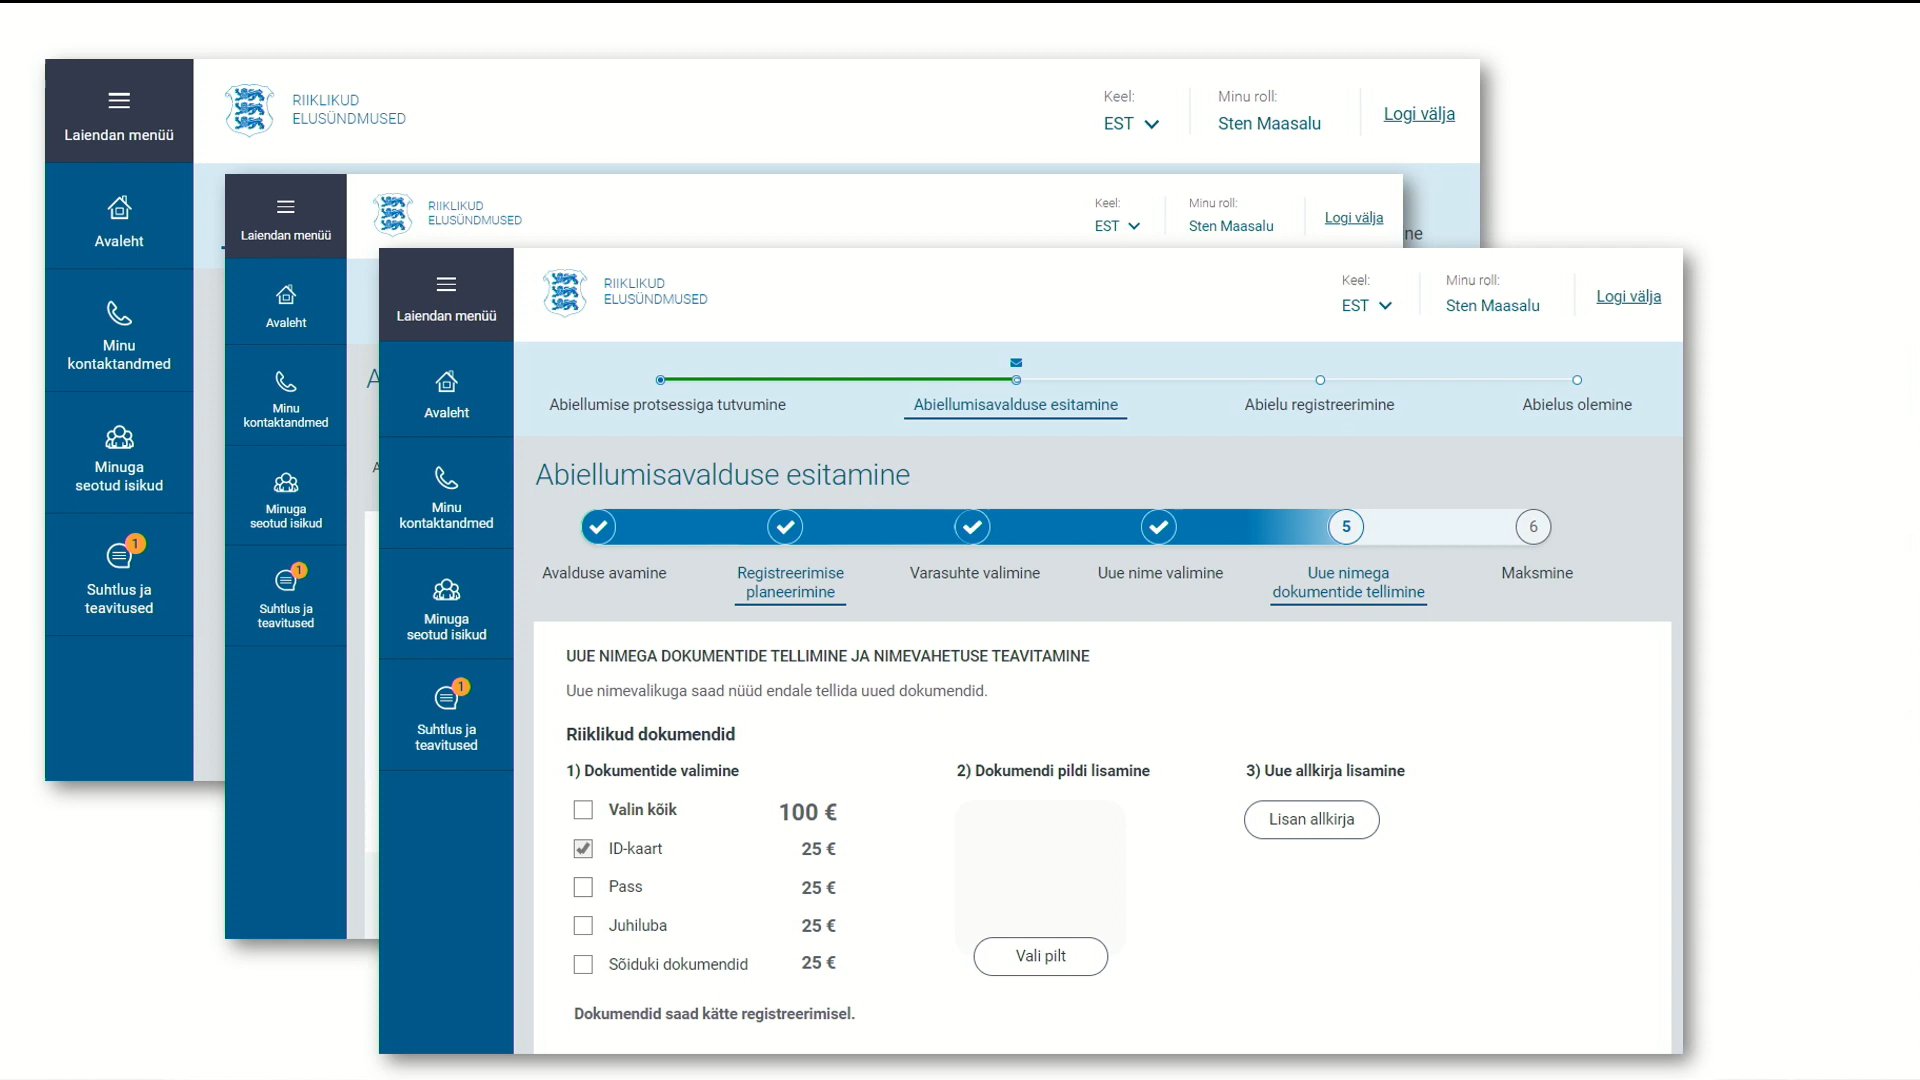 Laiendan menüü
RIIKLIKUD
ELUSÜNDMUSED
Keel:
EST
Minu roll:
Sten Maasalu
Logi välja
Avaleht
Minu
kontaktandmed
Minuga
seotud isikud
1
Suhtlus ja
teavitused
ne
Laiendan menüü
RIIKLIKUD
ELUSÜNDMUSED
Keel:
EST
Minu roll:
Sten Maasalu
Logi välja
Avaleht
Minu
kontaktandmed
Minuga
seotud isikud
1
Suhtlus ja
teavitused
A
A
Laiendan menüü
RIIKLIKUD
ELUSÜNDMUSED
Keel:
EST
Minu roll:
Sten Maasalu
Logi välja
Avaleht
Minu
kontaktandmed
Minuga
seotud isikud
1
Suhtlus ja
teavitused
Abiellumise protsessiga tutvumine
Abiellumisavalduse esitamine
Abielu registreerimine
Abielus olemine
Abiellumisavalduse esitamine
5
6
Avalduse avamine
Registreerimise
planeerimine
Varasuhte valimine
Uue nime valimine
Uue nimega
dokumentide tellimine
Maksmine
UUE NIMEGA DOKUMENTIDE TELLIMINE JA NIMEVAHETUSE TEAVITAMINE
Uue nimevalikuga saad nüüd endale tellida uued dokumendid.
Riiklikud dokumendid
1) Dokumentide valimine
Valin kõik 100 €
ID-kaart 25 €
Pass 25 €
Juhiluba 25 €
Sõiduki dokumendid 25 €
Dokumendid saad kätte registreerimisel.
2) Dokumendi pildi lisamine
Vali pilt
3) Uue allkirja lisamine
Lisan allkirja